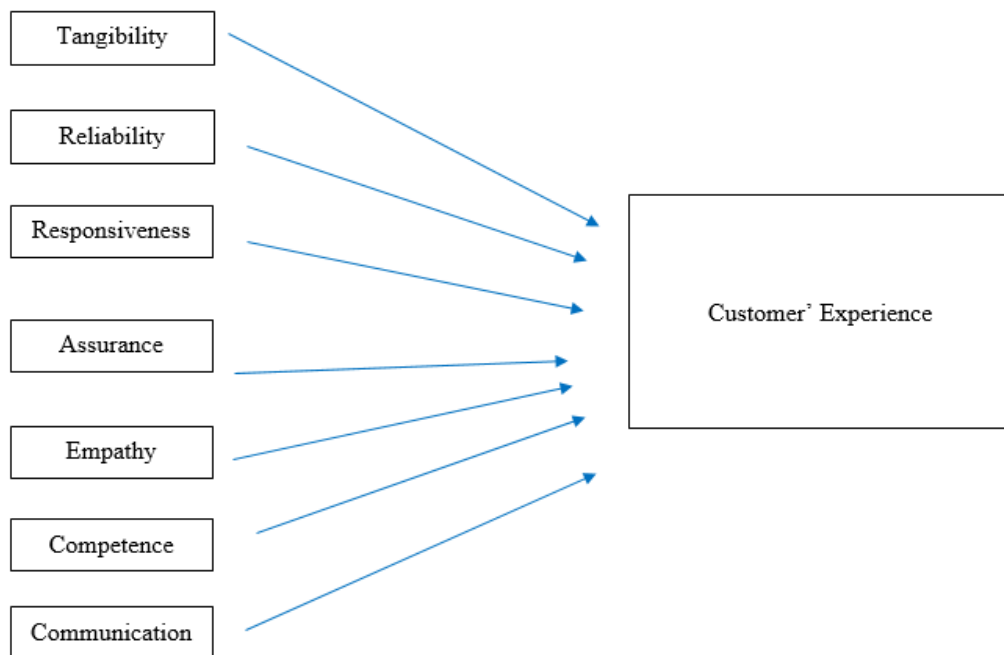 Tangibility
Reliability
Responsiveness
Assurance
Empathy
Competence
Communication
Customer’ Experience